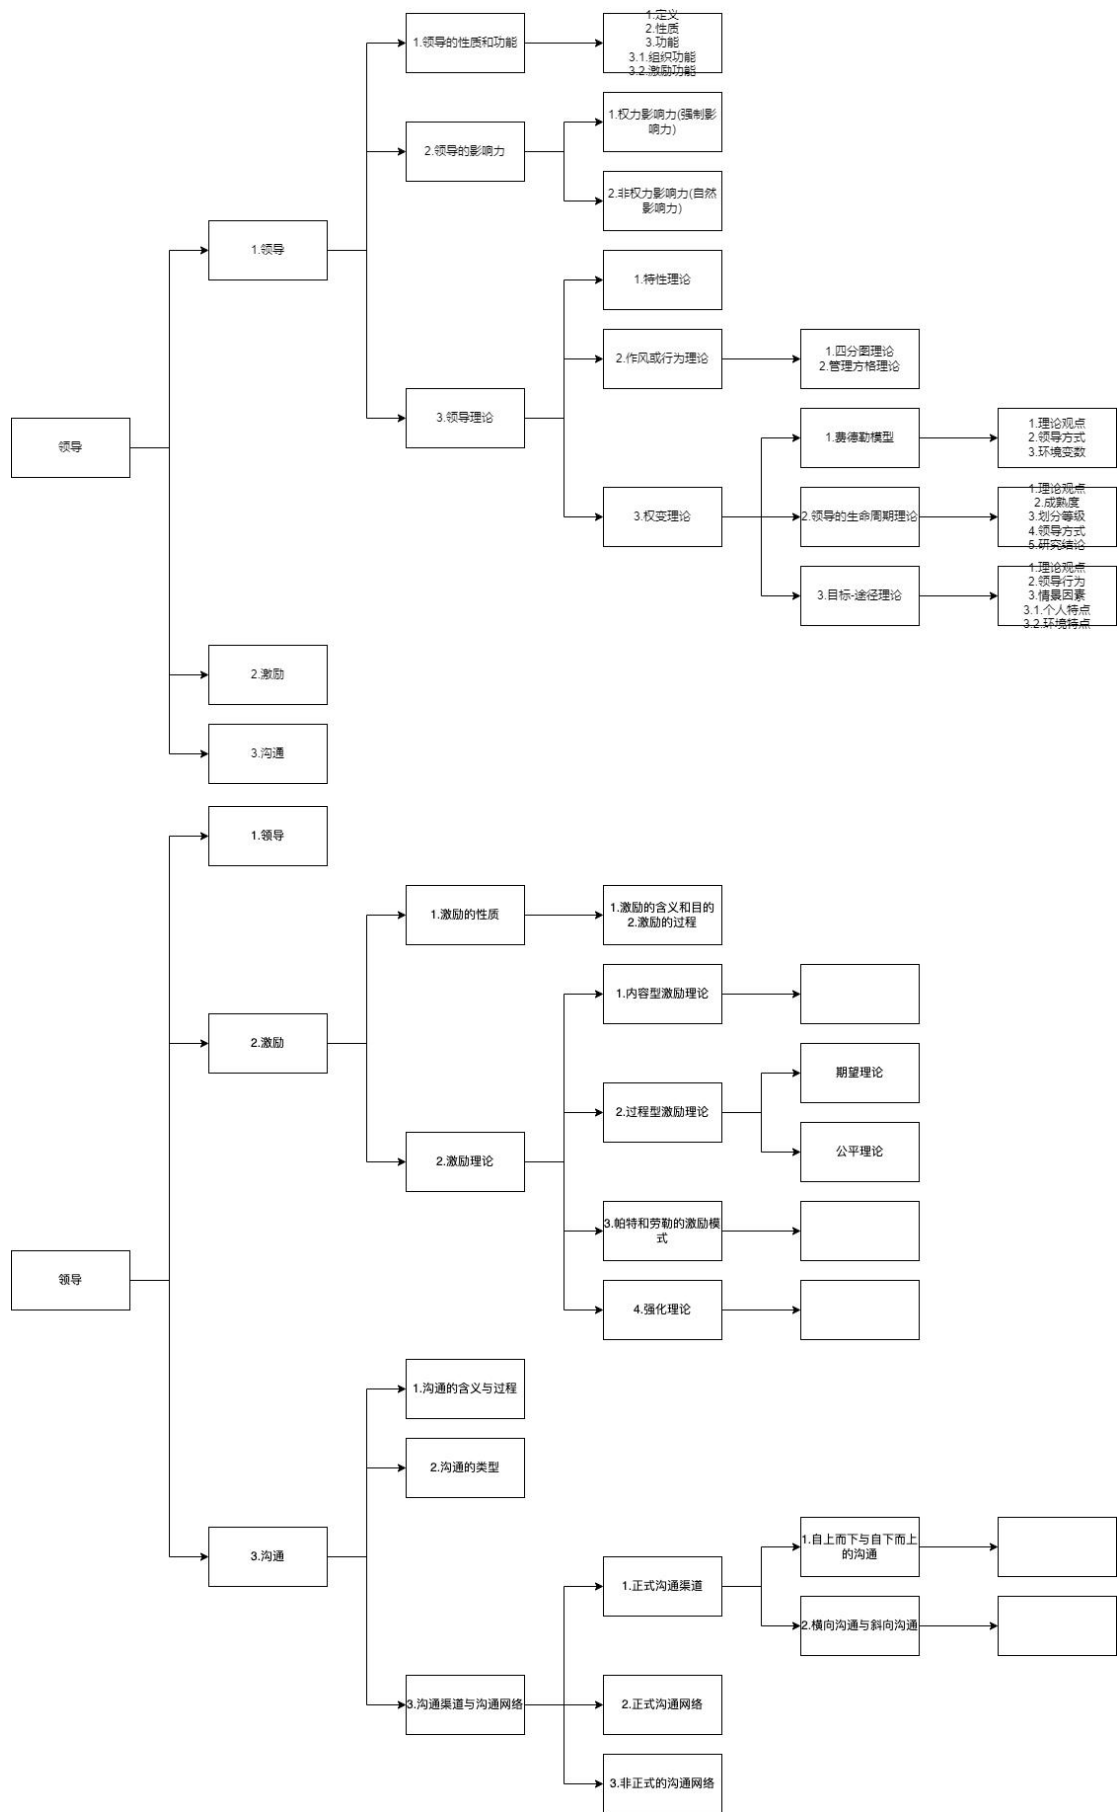 领导
1.领导
1.领导的性质和功能
1.定义
2.性质
3.功能
3.1.组织功能
3.2.激励功能
2.领导的影响力
1.权力影响力(强制影
响力)
2.非权力影响力(自然
影响力)
3.领导理论
1.特性理论
2.作风或行为理论
1.四分图理论
2.管理方格理论
3.权变理论
1.费德勒模型
1.理论观点
2.领导方式
3.环境变数
2.领导的生命周期理论
1.理论观点
2.成熟度
3.划分等级
4.领导方式
5.研究结论
3.目标-途径理论
1.理论观点
2.领导行为
3.情景因素
3.1.个人特点
3.2.环境特点
2.激励
3.沟通
领导
1.领导
2.激励
1.激励的性质
1.激励的含义和目的
2.激励的过程
2.激励理论
1.内容型激励理论
2.过程型激励理论
期望理论
公平理论
3.帕特和劳勒的激励模
式
4.强化理论
3.沟通
1.沟通的含义与过程
2.沟通的类型
3.沟通渠道与沟通网络
1.正式沟通渠道
1.自上而下与自下而上
的沟通
2.横向沟通与斜向沟通
2.正式沟通网络
3.非正式的沟通网络